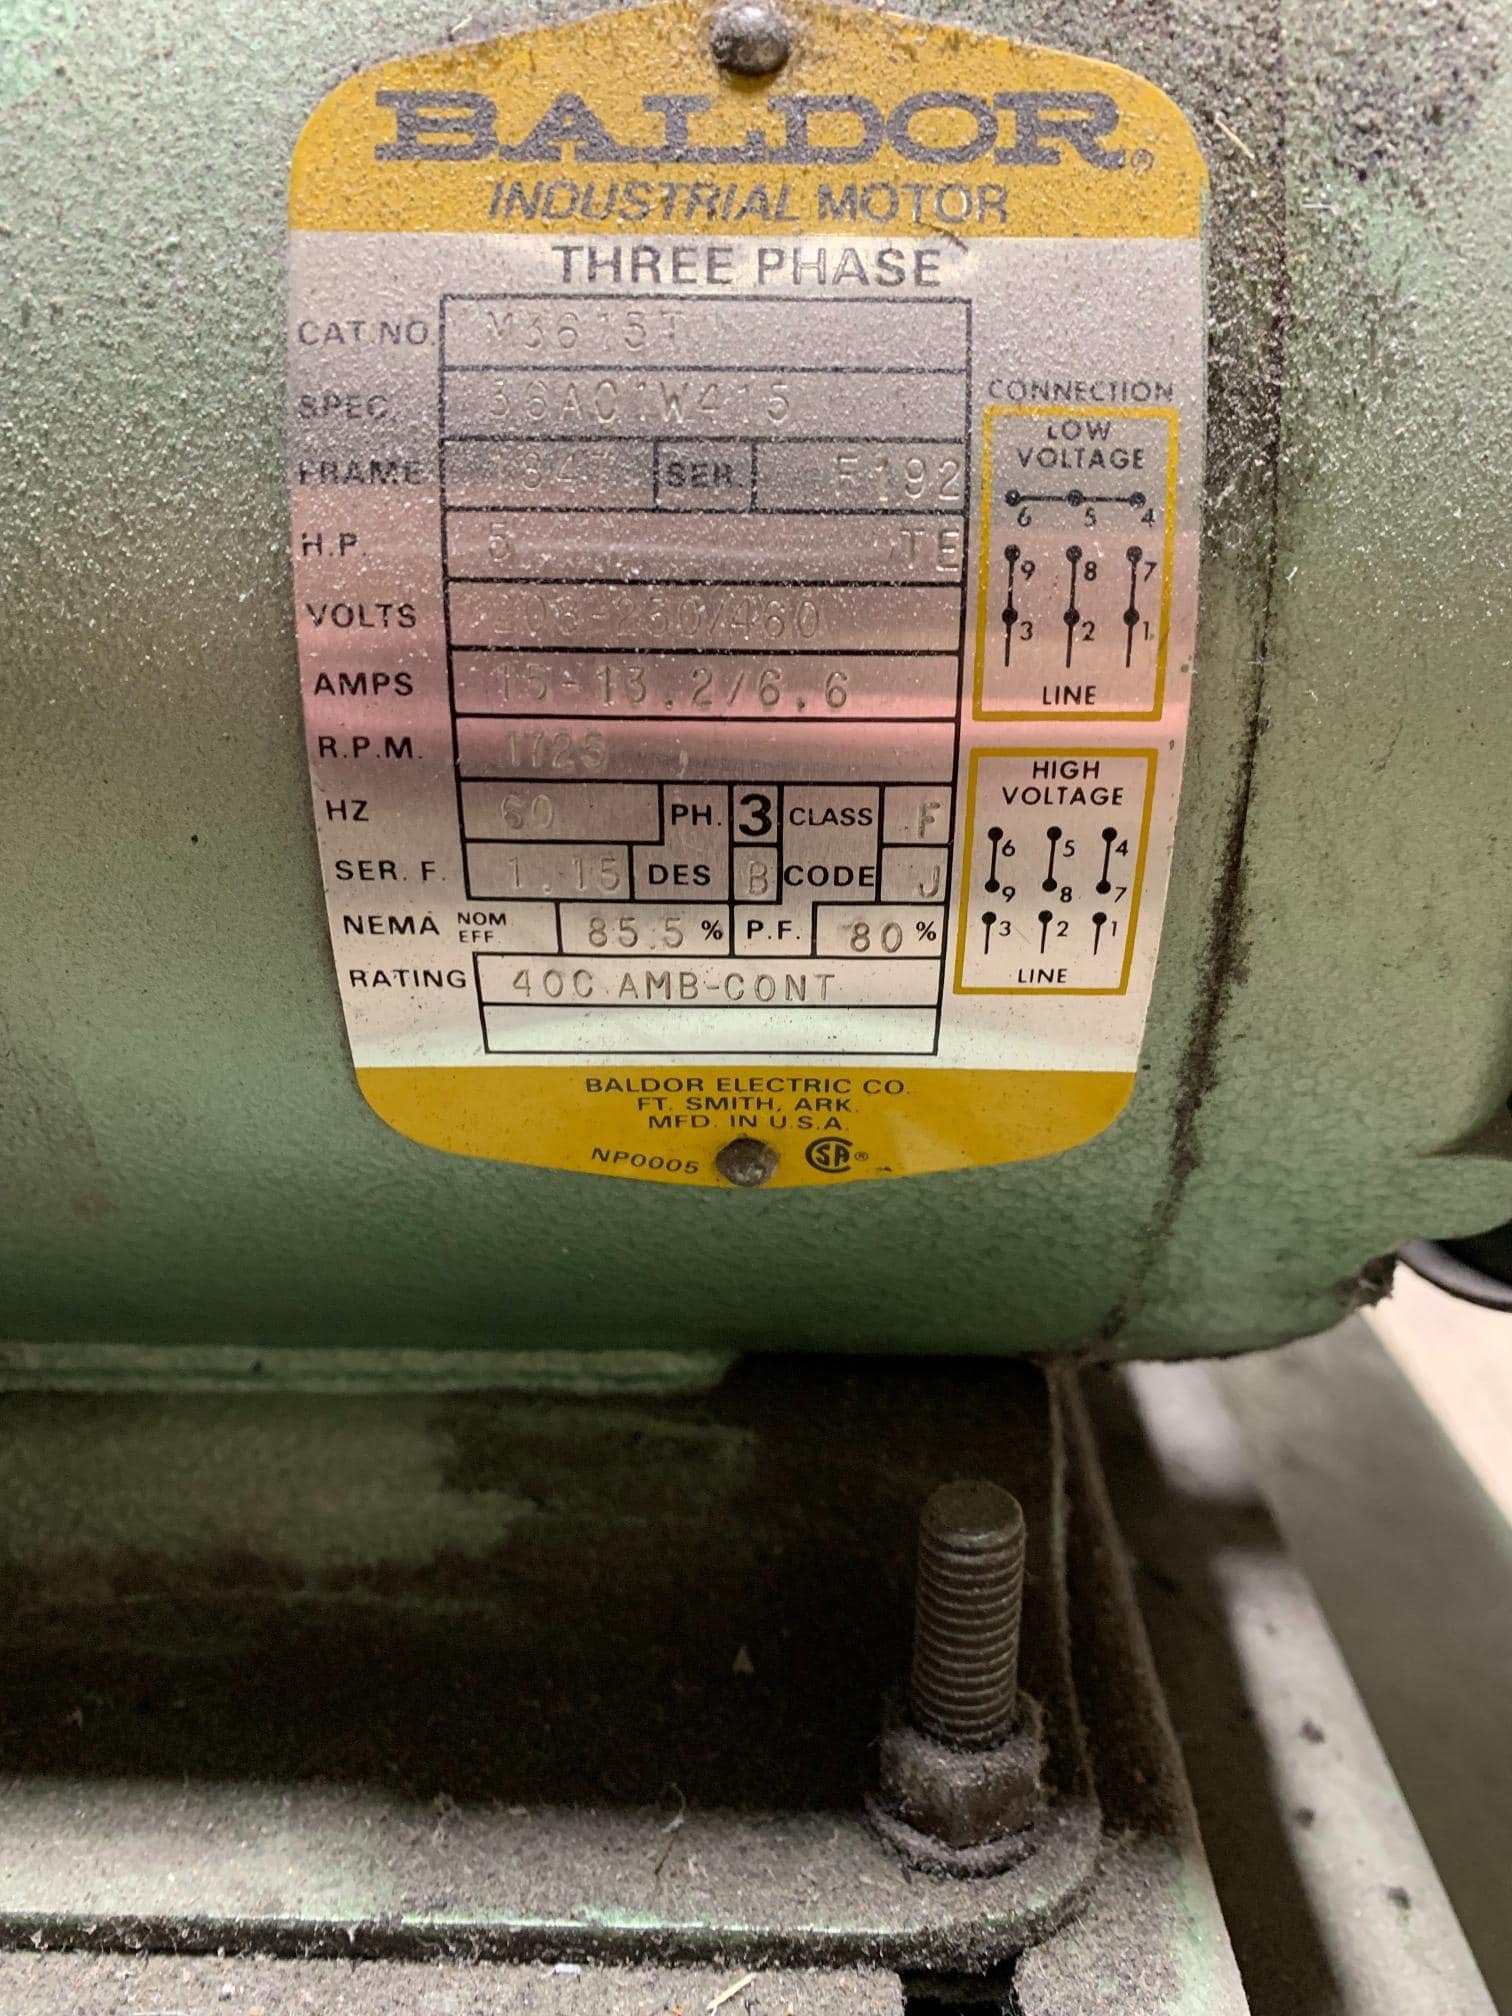 BALDOR®
INDUSTRIAL MOTOR
THREE PHASE
CAT.NO. M3615T
SPEC. 36AC1W415
FRAME SER. F192
H.P. 5 TE
VOLTS 208-230/460
AMPS 15-13.2/6.6
R.P.M. 1725
HZ 60 PH. 3 CLASS F
SER. F. 1.15 DES B CODE J
NEMA NOM EFF. 85.5 % P.F. 80 %
RATING 40C AMB-CONT
CONNECTION
LOW
VOLTAGE
6 5 4
9 8 7
3 2 1
LINE
HIGH
VOLTAGE
6 5 4
9 8 7
3 2 1
LINE
BALDOR ELECTRIC CO.
FT. SMITH, ARK.
MFD. IN U.S.A.
NP0005 SA®